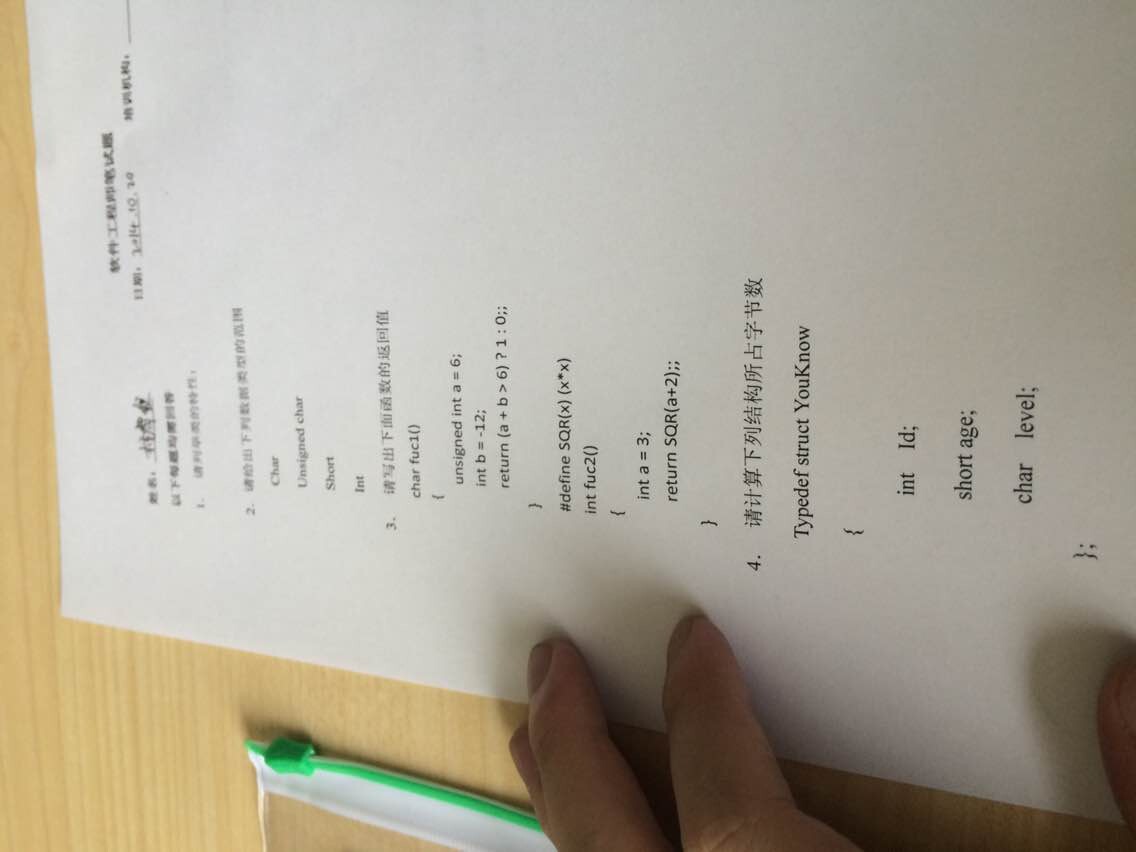 软件工程师笔试题
姓名： 日期：2014.10.20 培训机构：
以下每题均需回答
1. 请列举类的特性：
2. 请给出下列数据类型的范围
Char
Unsigned char
Short
Int
3. 请写出下面函数的返回值
char fuc1()
{
unsigned int a = 6;
int b = -12;
return (a + b > 6) ? 1 : 0;;
}
#define SQR(x) (x*x)
int fuc2()
{
int a = 3;
return SQR(a+2);;
}
4. 请计算下列结构所占字节数
Typedef struct YouKnow
{
int Id;
short age;
char level;
};